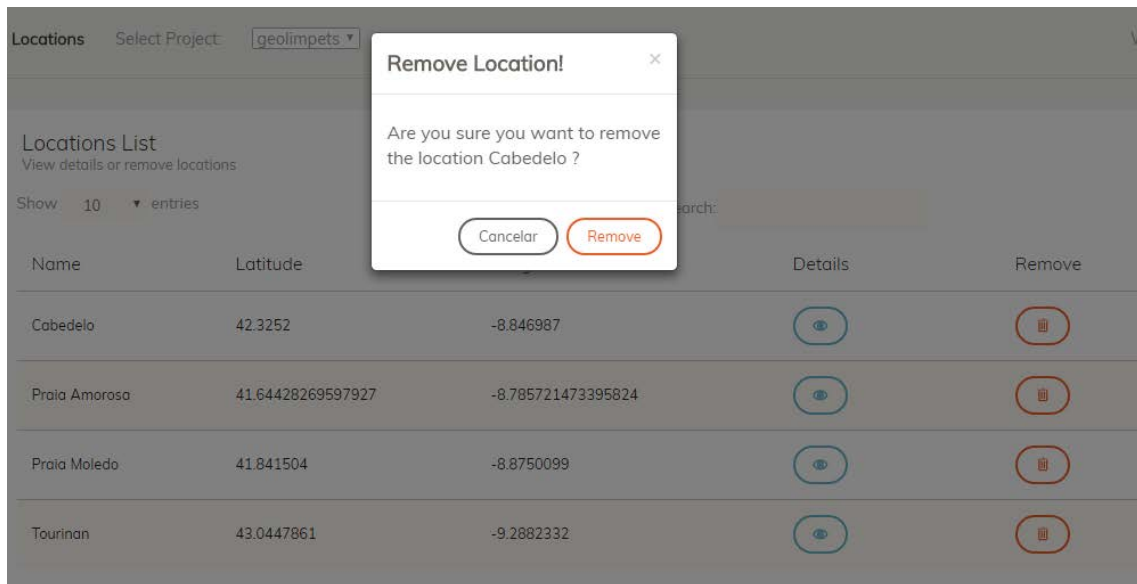 Locations Select Project: geolimpets
Remove Location! ×
Are you sure you want to remove
the location Cabedelo ?
Cancelar Remove
Locations List
View details or remove locations
Show 10 entries
Name Latitude Details Remove
Cabedelo 42.3252 -8.846987
Praia Amorosa 41.64428269597927 -8.785721473395824
Praia Moledo 41.841504 -8.8750099
Tourinan 43.0447861 -9.2882332